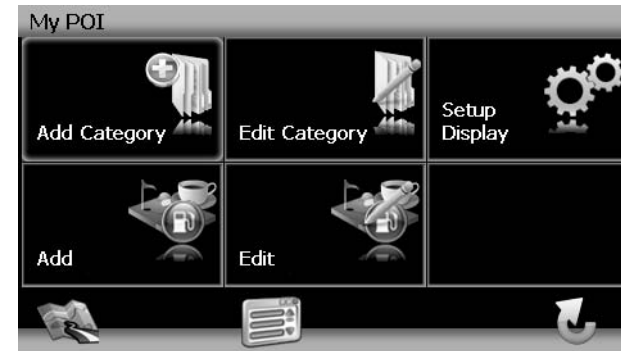 My POI
Add Category
Edit Category
Setup
Display
Add
Edit